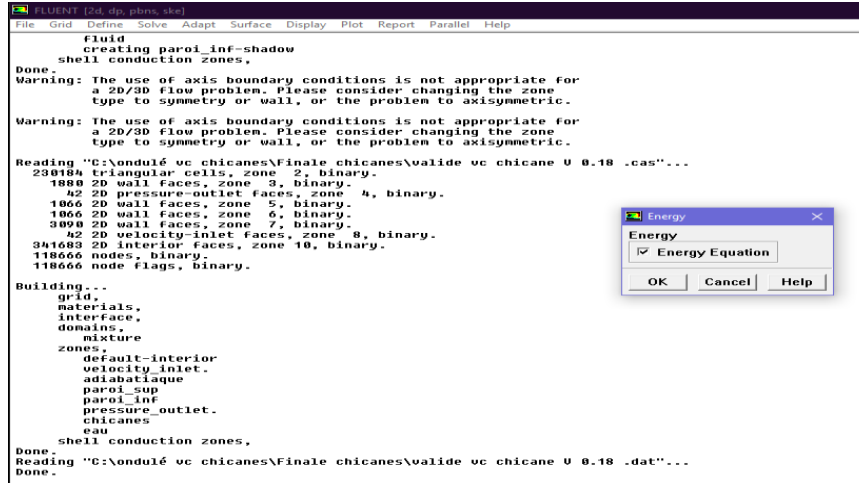 FLUENT [2d, dp, pbns, ske]
File Grid Define Solve Adapt Surface Display Plot Report Parallel Help
fluid
creating paroi_inf-shadow
shell conduction zones,
Done.
Warning: The use of axis boundary conditions is not appropriate for
a 2D/3D flow problem. Please consider changing the zone
type to symmetry or wall, or the problem to axisymmetric.
Warning: The use of axis boundary conditions is not appropriate for
a 2D/3D flow problem. Please consider changing the zone
type to symmetry or wall, or the problem to axisymmetric.
Reading "C:\ondulé vc chicanes\Finale chicanes\valide vc chicane V 0.18 .cas"...
230184 triangular cells, zone 2, binary.
1880 2D wall faces, zone 3, binary.
42 2D pressure-outlet faces, zone 4, binary.
1066 2D wall faces, zone 5, binary.
1066 2D wall faces, zone 6, binary.
3090 2D wall faces, zone 7, binary.
42 2D velocity-inlet faces, zone 8, binary.
341683 2D interior faces, zone 10, binary.
118666 nodes, binary.
118666 node flags, binary.
Building...
grid,
materials,
interface,
domains,
mixture
zones,
default-interior
velocity_inlet.
adiabatiaque
paroi_sup
paroi_inf
pressure_outlet.
chicanes
eau
shell conduction zones,
Done.
Reading "C:\ondulé vc chicanes\Finale chicanes\valide vc chicane V 0.18 .dat"...
Done.
Energy
Energy
Energy Equation
OK Cancel Help